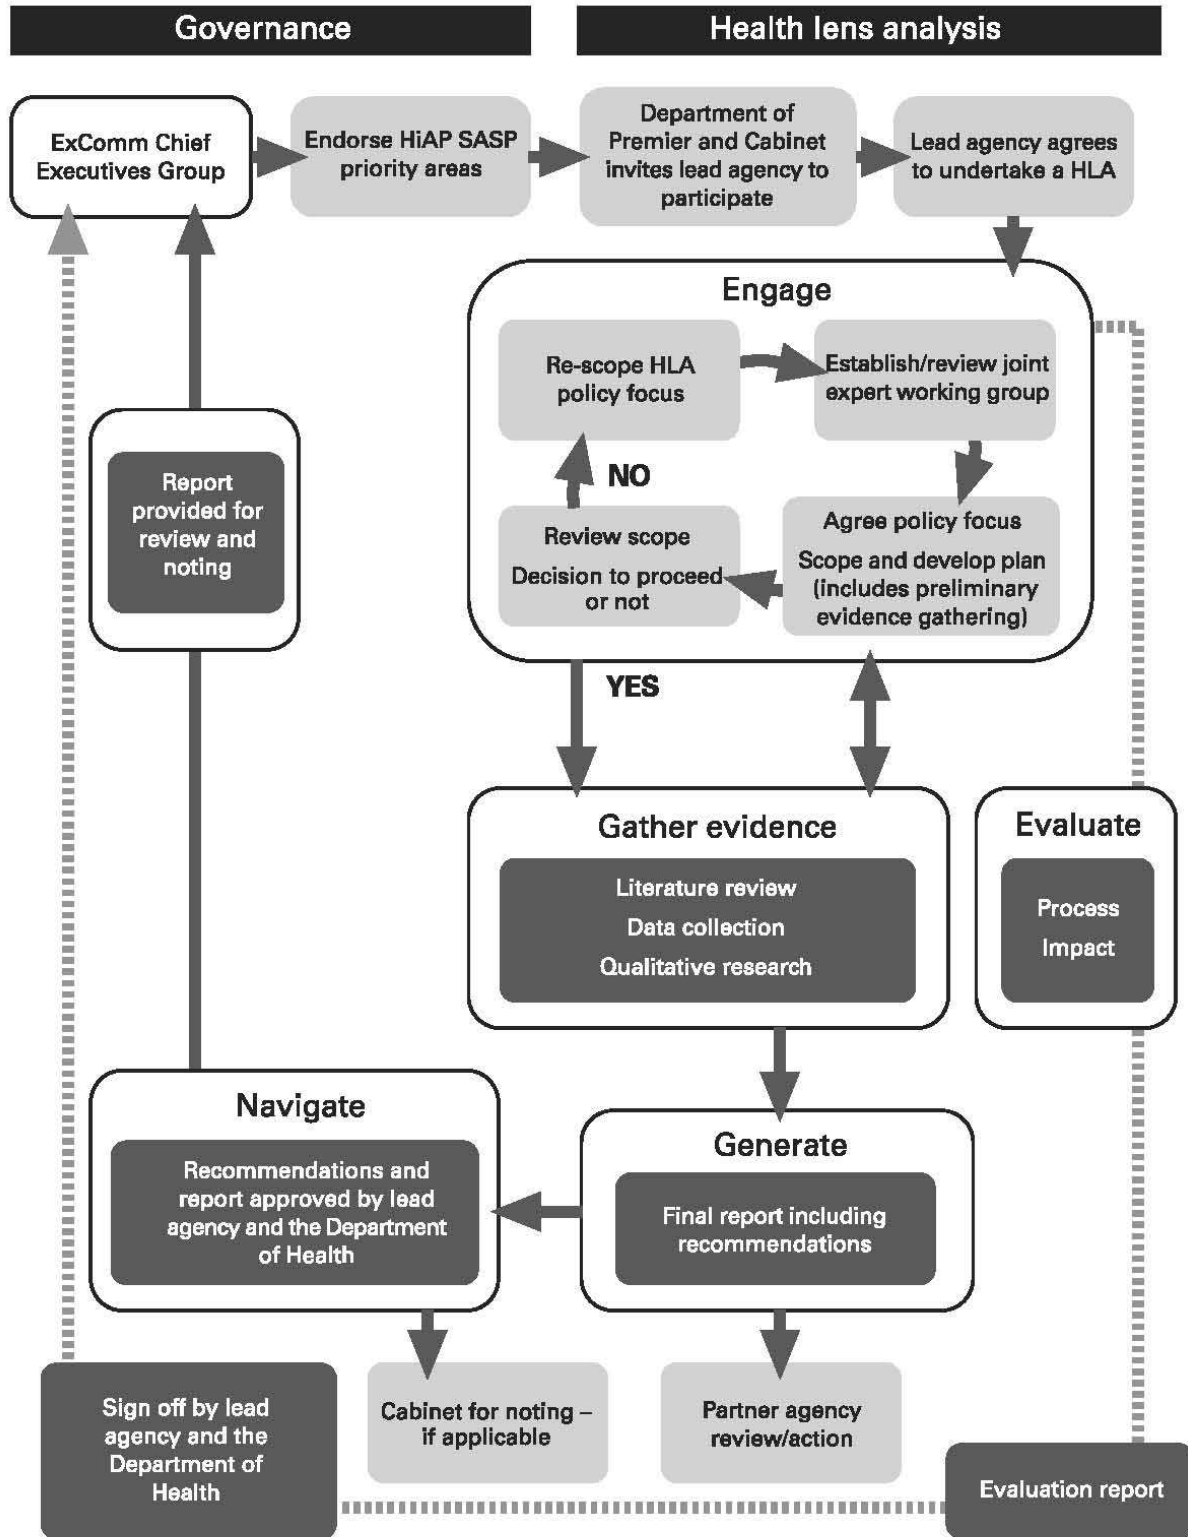 Governance
Health lens analysis
ExComm Chief
Executives Group
Endorse HiAP SASP
priority areas
Department of
Premier and Cabinet
invites lead agency to
participate
Lead agency agrees
to undertake a HLA
Engage
Re-scope HLA
policy focus
Establish/review joint
expert working group
NO
Review scope
Decision to proceed
or not
Agree policy focus
Scope and develop plan
(includes preliminary
evidence gathering)
Report
provided for
review and
noting
YES
Gather evidence
Literature review
Data collection
Qualitative research
Evaluate
Process
Impact
Navigate
Recommendations and
report approved by lead
agency and the Department
of Health
Generate
Final report including
recommendations
Sign off by lead
agency and the
Department of
Health
Cabinet for noting –
if applicable
Partner agency
review/action
Evaluation report